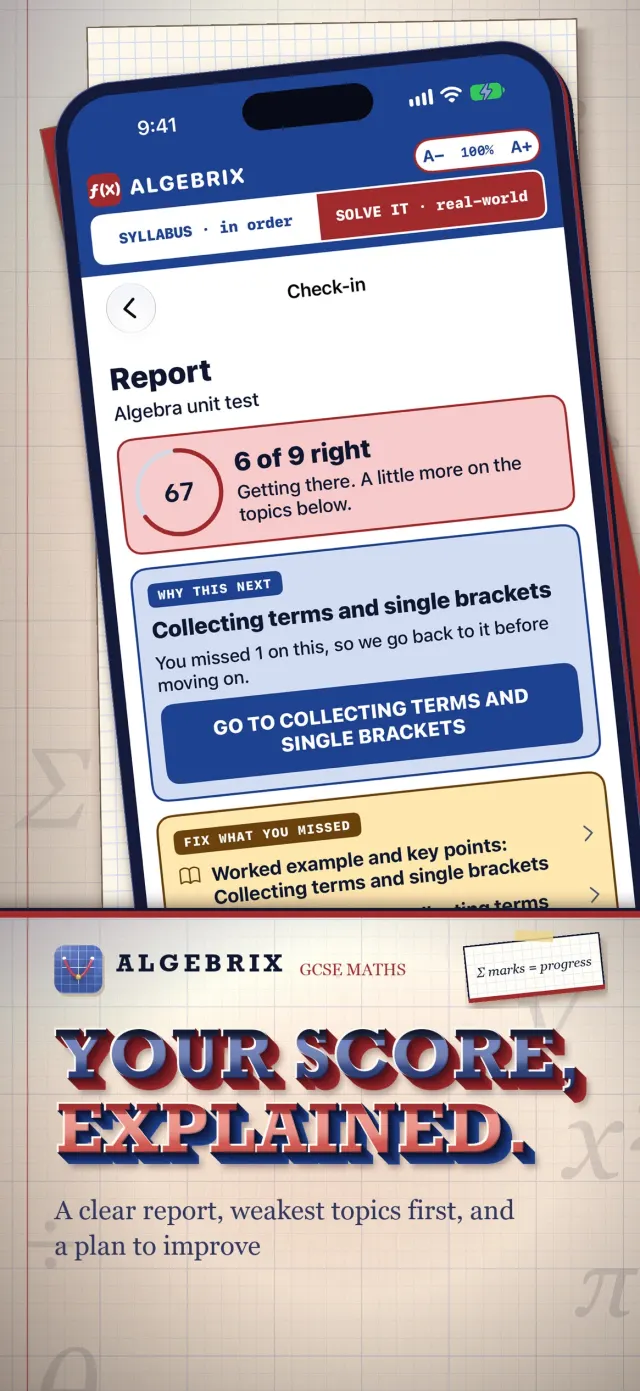 9:41
A− 100% A+
f(x) ALGEBRIX
SYLLABUS · in order
SOLVE IT · real-world
Check-in
Report
Algebra unit test
67
6 of 9 right
Getting there. A little more on the
topics below.
WHY THIS NEXT
Collecting terms and single brackets
You missed 1 on this, so we go back to it before
moving on.
GO TO COLLECTING TERMS AND
SINGLE BRACKETS
FIX WHAT YOU MISSED
Worked example and key points:
Collecting terms and single brackets
ALGEBRIX GCSE MATHS
Σ marks = progress
YOUR SCORE,
EXPLAINED.
A clear report, weakest topics first, and
a plan to improve
Σ
π
÷
θ